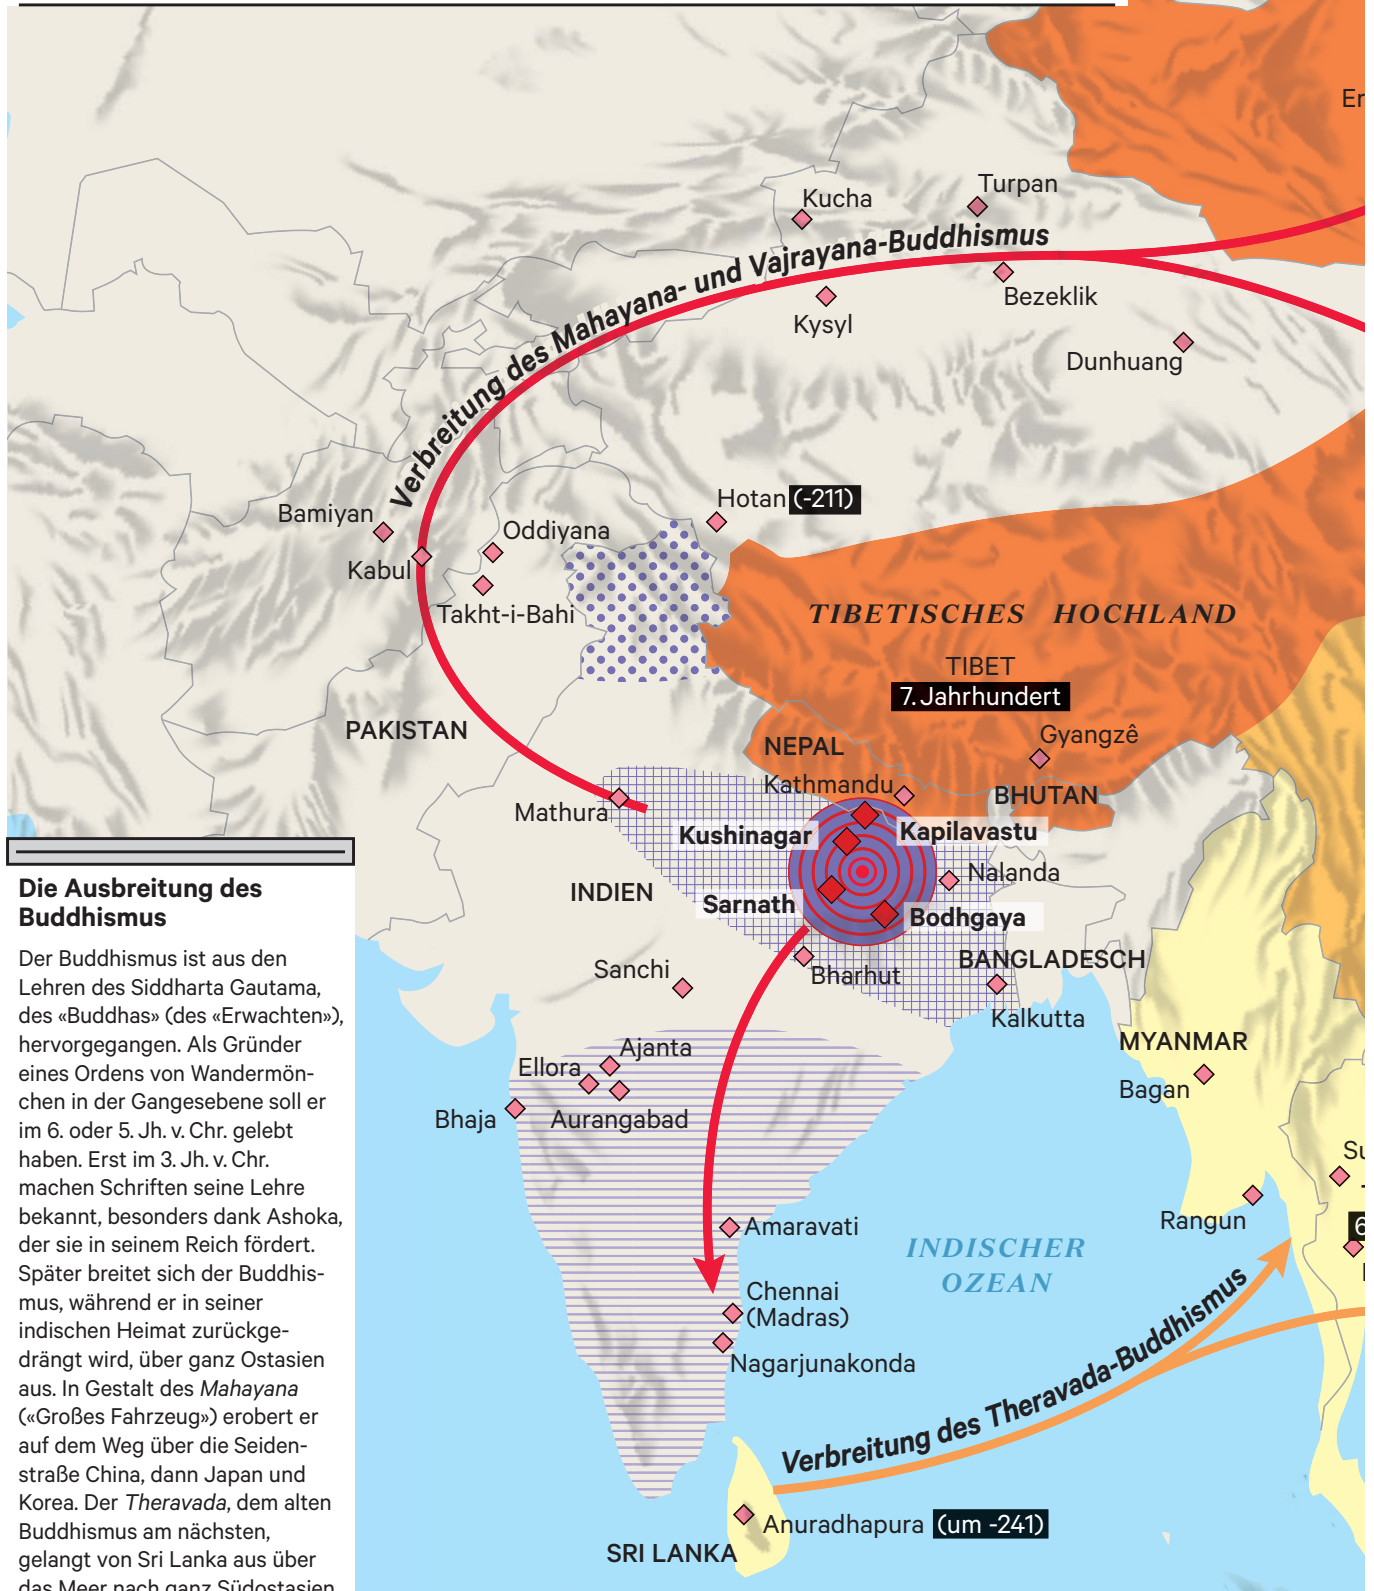 Er
Turpan
Kucha
Verbreitung des Mahayana- und Vajrayana-Buddhismus
Bezeklik
Kysyl
Dunhuang
Hotan (-211)
Bamiyan
Oddiyana
Kabul
Takht-i-Bahi
TIBETISCHES HOCHLAND
TIBET
7. Jahrhundert
PAKISTAN
Gyangzê
NEPAL
Kathmandu
BHUTAN
Mathura
Kushinagar
Kapilavastu
Nalanda
INDIEN
Sarnath
Bodhgaya
BANGLADESCH
Sanchi
Bharhut
Kalkutta
MYANMAR
Ajanta
Ellora
Bagan
Bhaja
Aurangabad
Su
Rangun
Amaravati
6
INDISCHER
OZEAN
Chennai
(Madras)
Nagarjunakonda
Verbreitung des Theravada-Buddhismus
Anuradhapura (um -241)
SRI LANKA
Die Ausbreitung des
Buddhismus
Der Buddhismus ist aus den
Lehren des Siddharta Gautama,
des «Buddhas» (des «Erwachten»),
hervorgegangen. Als Gründer
eines Ordens von Wandermön-
chen in der Gangesebene soll er
im 6. oder 5. Jh. v. Chr. gelebt
haben. Erst im 3. Jh. v. Chr.
machen Schriften seine Lehre
bekannt, besonders dank Ashoka,
der sie in seinem Reich fördert.
Später breitet sich der Buddhis-
mus, während er in seiner
indischen Heimat zurückge-
drängt wird, über ganz Ostasien
aus. In Gestalt des Mahayana
(«Großes Fahrzeug») erobert er
auf dem Weg über die Seiden-
straße China, dann Japan und
Korea. Der Theravada, dem alten
Buddhismus am nächsten,
gelangt von Sri Lanka aus über
das Meer nach ganz Südostasien